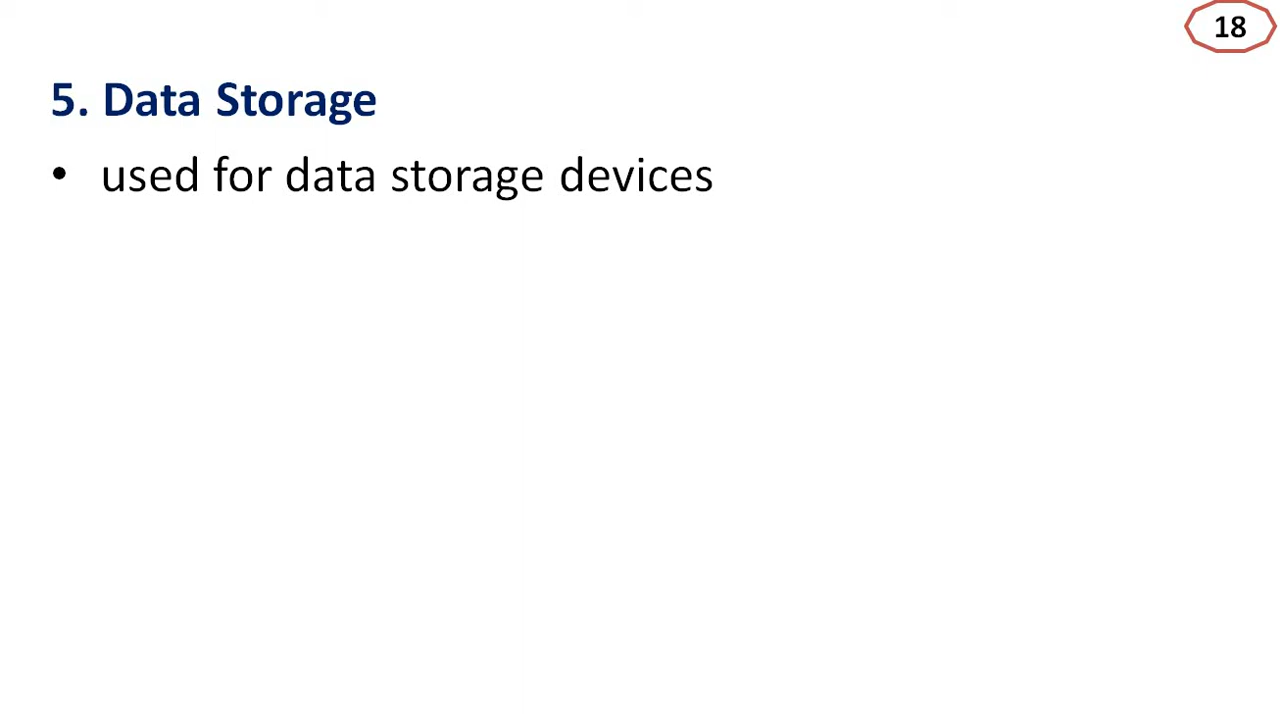 18
5. Data Storage
• used for data storage devices